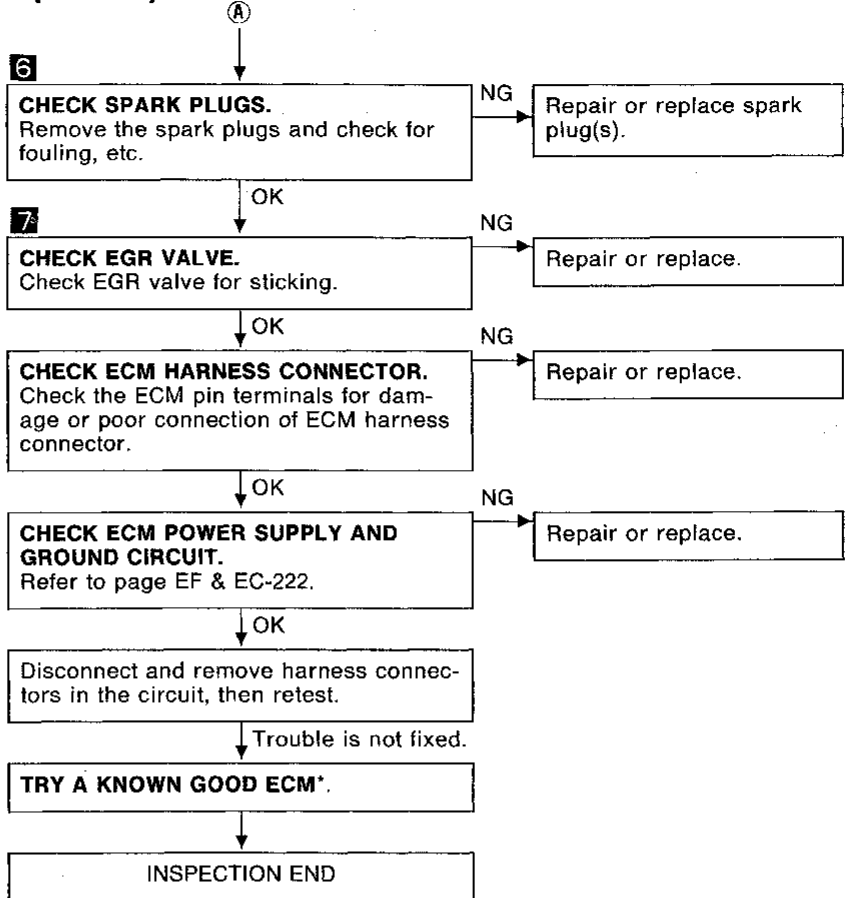 A
6
CHECK SPARK PLUGS.
Remove the spark plugs and check for
fouling, etc.
NG
Repair or replace spark
plug(s).
OK
7
CHECK EGR VALVE.
Check EGR valve for sticking.
NG
Repair or replace.
OK
CHECK ECM HARNESS CONNECTOR.
Check the ECM pin terminals for dam-
age or poor connection of ECM harness
connector.
NG
Repair or replace.
OK
CHECK ECM POWER SUPPLY AND
GROUND CIRCUIT.
Refer to page EF & EC-222.
NG
Repair or replace.
OK
Disconnect and remove harness connec-
tors in the circuit, then retest.
Trouble is not fixed.
TRY A KNOWN GOOD ECM*.
INSPECTION END